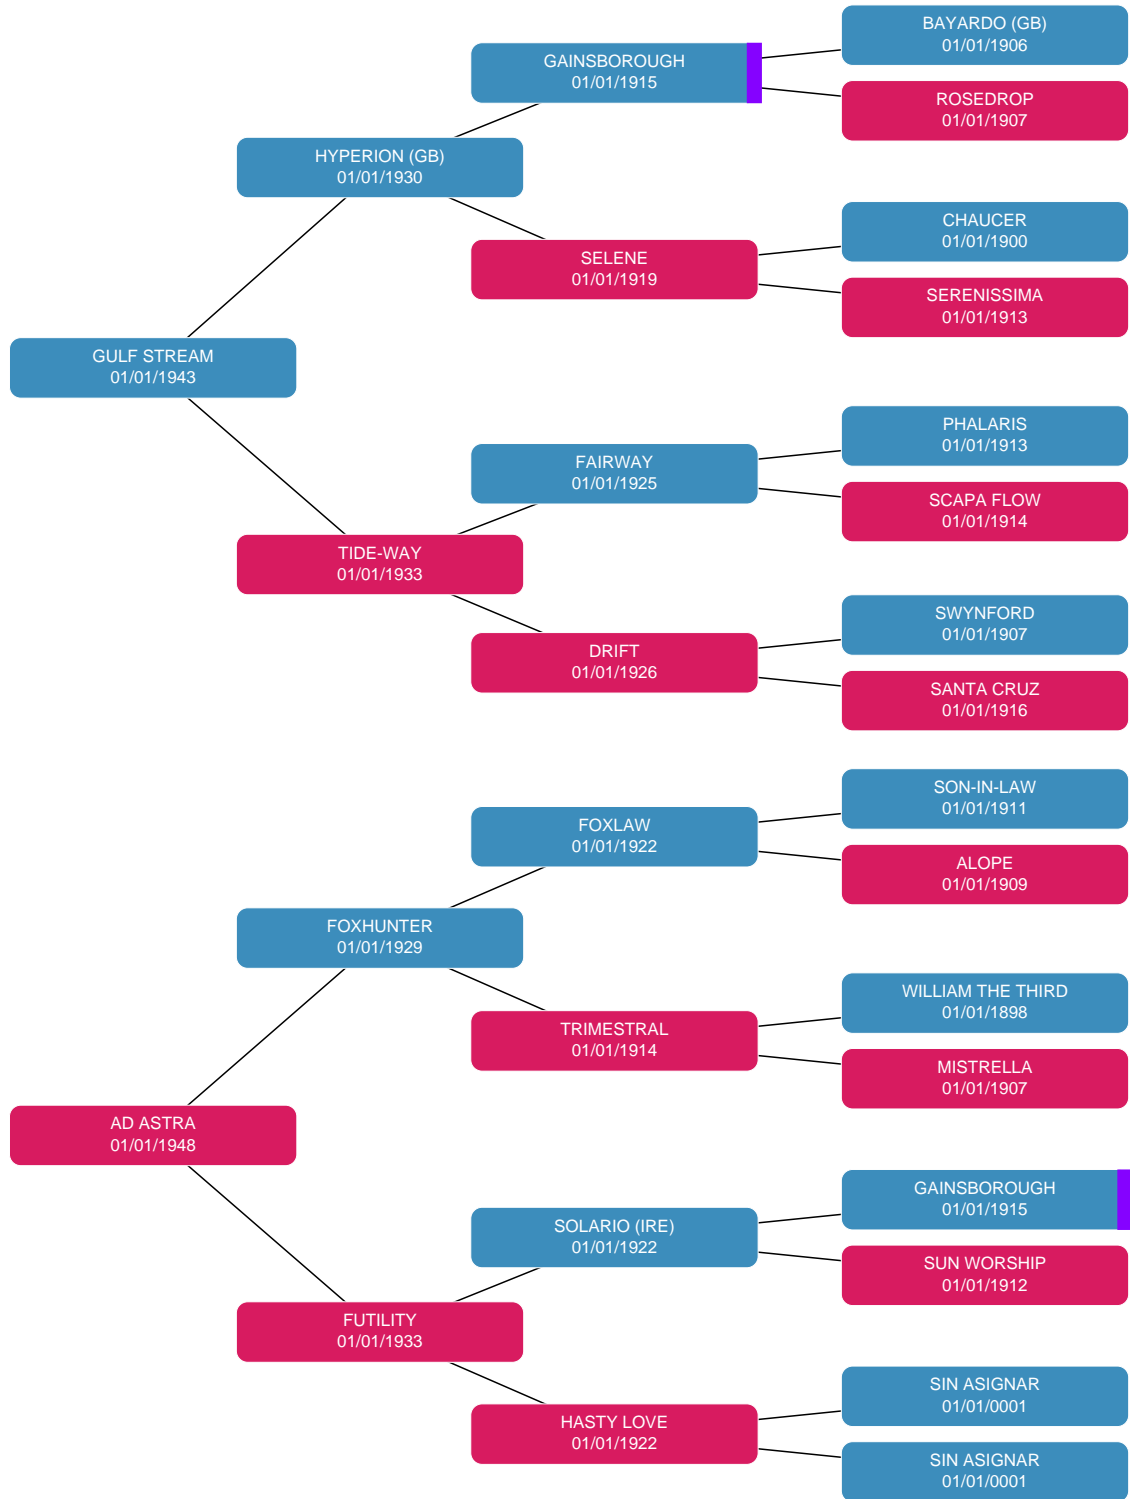 BAYARDO (GB)
01/01/1906
GAINSBOROUGH
01/01/1915
ROSEDROP
01/01/1907
HYPERION (GB)
01/01/1930
CHAUCER
01/01/1900
SELENE
01/01/1919
SERENISSIMA
01/01/1913
GULF STREAM
01/01/1943
PHALARIS
01/01/1913
FAIRWAY
01/01/1925
SCAPA FLOW
01/01/1914
TIDE-WAY
01/01/1933
SWYNFORD
01/01/1907
DRIFT
01/01/1926
SANTA CRUZ
01/01/1916
SON-IN-LAW
01/01/1911
FOXLAW
01/01/1922
ALOPE
01/01/1909
FOXHUNTER
01/01/1929
WILLIAM THE THIRD
01/01/1898
TRIMESTRAL
01/01/1914
MISTRELLA
01/01/1907
AD ASTRA
01/01/1948
GAINSBOROUGH
01/01/1915
SOLARIO (IRE)
01/01/1922
SUN WORSHIP
01/01/1912
FUTILITY
01/01/1933
SIN ASIGNAR
01/01/0001
HASTY LOVE
01/01/1922
SIN ASIGNAR
01/01/0001